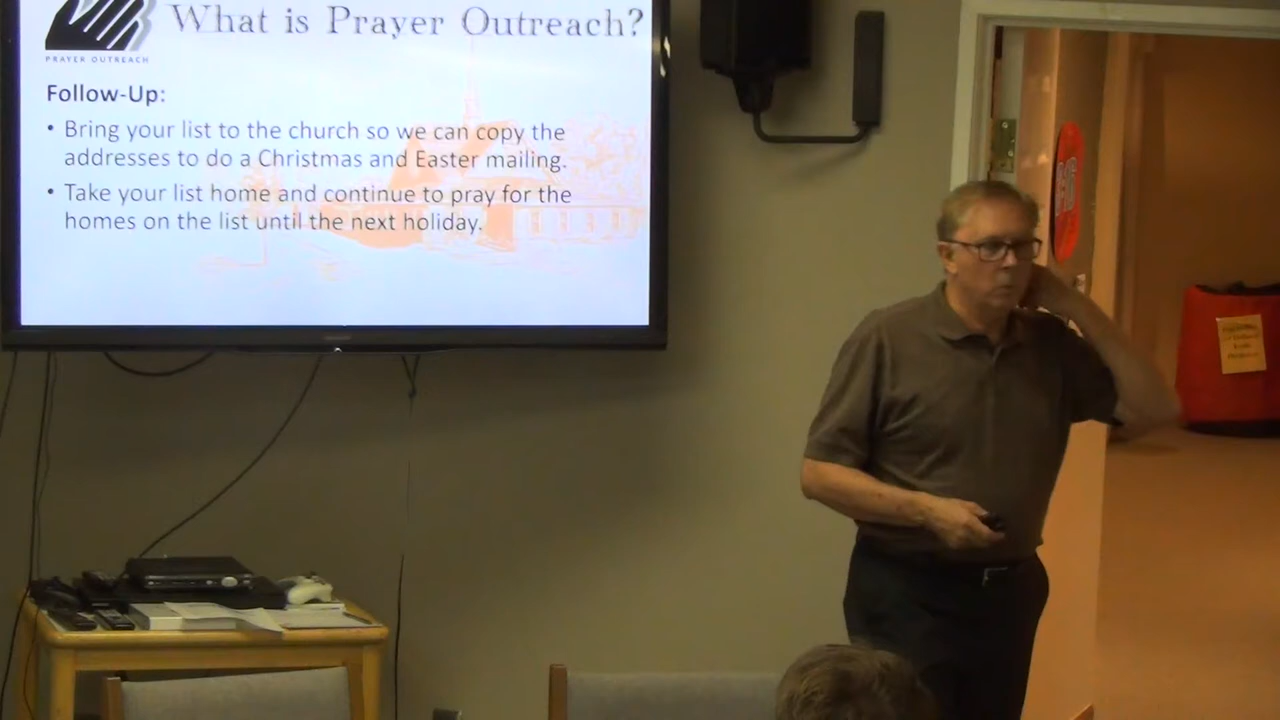 What is Prayer Outreach?
PRAYER OUTREACH
Follow-Up:
• Bring your list to the church so we can copy the
addresses to do a Christmas and Easter mailing.
• Take your list home and continue to pray for the
homes on the list until the next holiday.